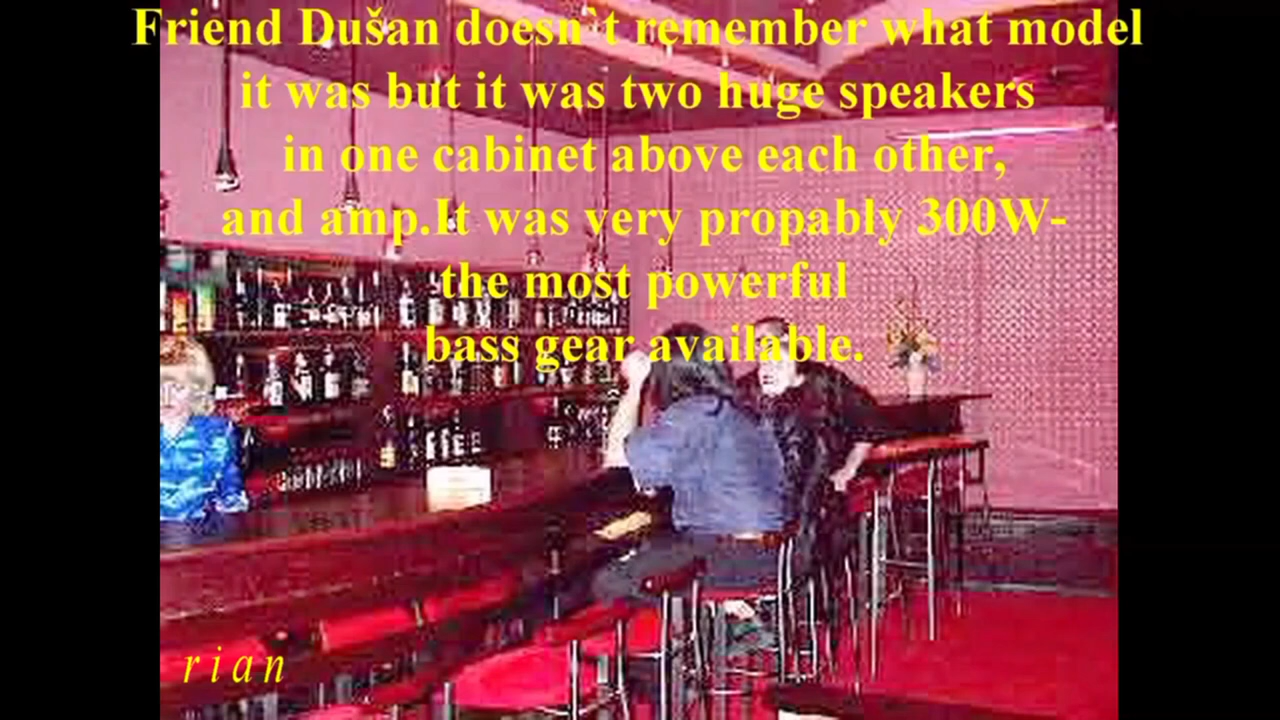 Friend Dušan doesn`t remember what model
it was but it was two huge speakers
in one cabinet above each other,
and amp.It was very propably 300W-
the most powerful
bass gear available.
r i a n